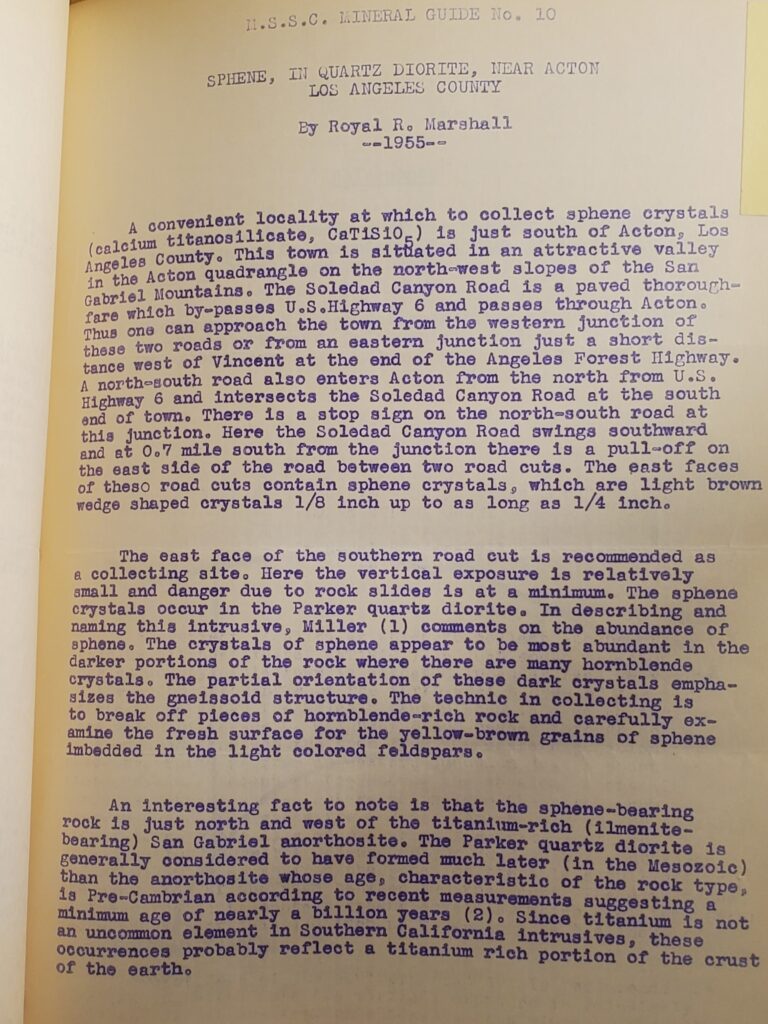 M.S.S.C. MINERAL GUIDE No. 10
SPHENE, IN QUARTZ DIORITE, NEAR ACTON
LOS ANGELES COUNTY
By Royal R. Marshall
--1955--
A convenient locality at which to collect sphene crystals
(calcium titanosilicate, CaTiSiO5) is just south of Acton, Los
Angeles County. This town is situated in an attractive valley
in the Acton quadrangle on the north-west slopes of the San
Gabriel Mountains. The Soledad Canyon Road is a paved thorough-
fare which by-passes U.S.Highway 6 and passes through Acton.
Thus one can approach the town from the western junction of
these two roads or from an eastern junction just a short dis-
tance west of Vincent at the end of the Angeles Forest Highway.
A north-south road also enters Acton from the north from U.S.
Highway 6 and intersects the Soledad Canyon Road at the south
end of town. There is a stop sign on the north-south road at
this junction. Here the Soledad Canyon Road swings southward
and at 0.7 mile south from the junction there is a pull-off on
the east side of the road between two road cuts. The east faces
of theso road cuts contain sphene crystals, which are light brown
wedge shaped crystals 1/8 inch up to as long as 1/4 inch.
The east face of the southern road cut is recommended as
a collecting site. Here the vertical exposure is relatively
small and danger due to rock slides is at a minimum. The sphene
crystals occur in the Parker quartz diorite. In describing and
naming this intrusive, Miller (1) comments on the abundance of
sphene. The crystals of sphene appear to be most abundant in the
darker portions of the rock where there are many hornblende
crystals. The partial orientation of these dark crystals empha-
sizes the gneissoid structure. The technic in collecting is
to break off pieces of hornblende-rich rock and carefully ex-
amine the fresh surface for the yellow-brown grains of sphene
imbedded in the light colored feldspars.
An interesting fact to note is that the sphene-bearing
rock is just north and west of the titanium-rich (ilmenite-
bearing) San Gabriel anorthosite. The Parker quartz diorite is
generally considered to have formed much later (in the Mesozoic)
than the anorthosite whose age, characteristic of the rock type,
is Pre-Cambrian according to recent measurements suggesting a
minimum age of nearly a billion years (2). Since titanium is not
an uncommon element in Southern California intrusives, these
occurrences probably reflect a titanium rich portion of the crust
of the earth.